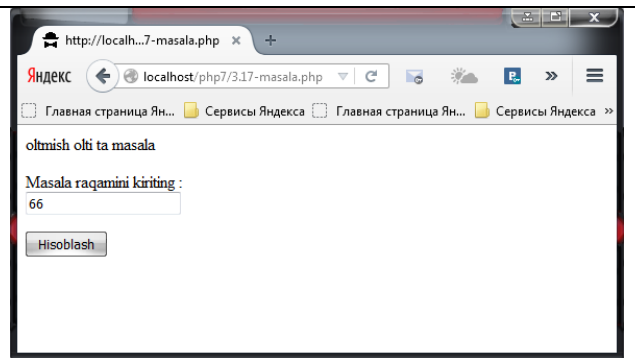 http://localh...7-masala.php
Яндекс localhost/php7/3.17-masala.php
Главная страница Ян... Сервисы Яндекса Главная страница Ян... Сервисы Яндекса »
oltmish olti ta masala
Masala raqamini kiriting :
66
Hisoblash